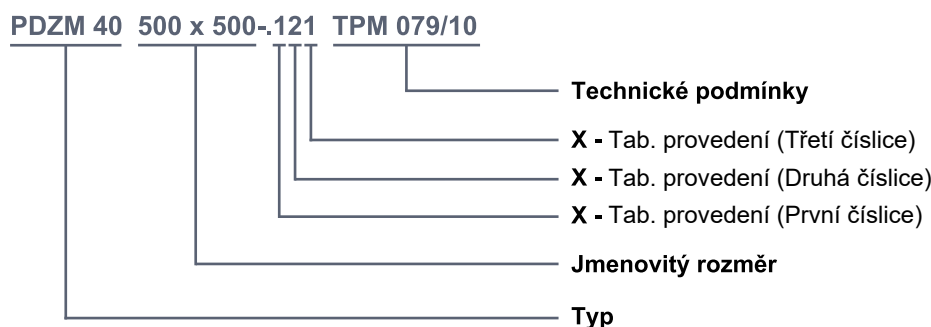 PDZM 40 500 x 500-.121 TPM 079/10
Technické podmínky
X - Tab. provedení (Třetí číslice)
X - Tab. provedení (Druhá číslice)
X - Tab. provedení (První číslice)
Jmenovitý rozměr
Typ